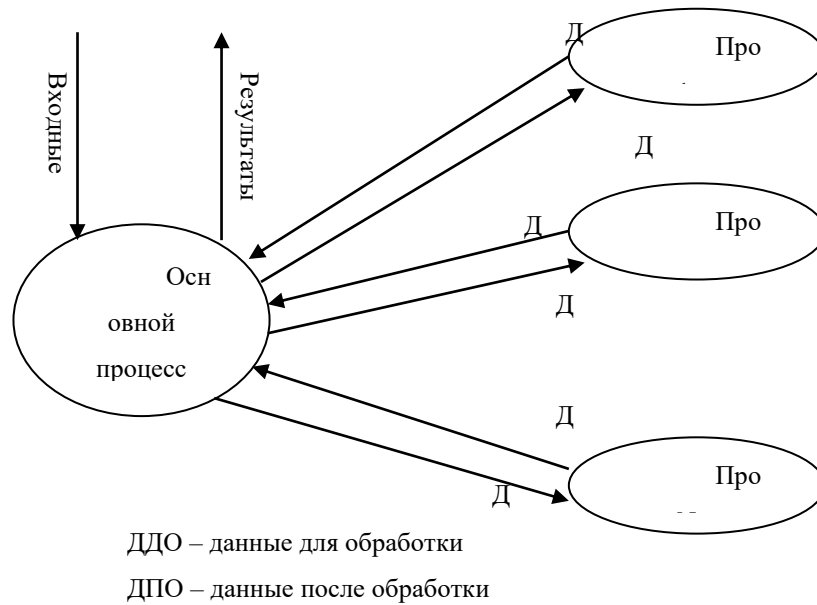 Входные
Результаты
Д
Про
Д
Про
Д
Д
Осн
овной
процесс
Д
Про
Д
ДДО – данные для обработки
ДПО – данные после обработки